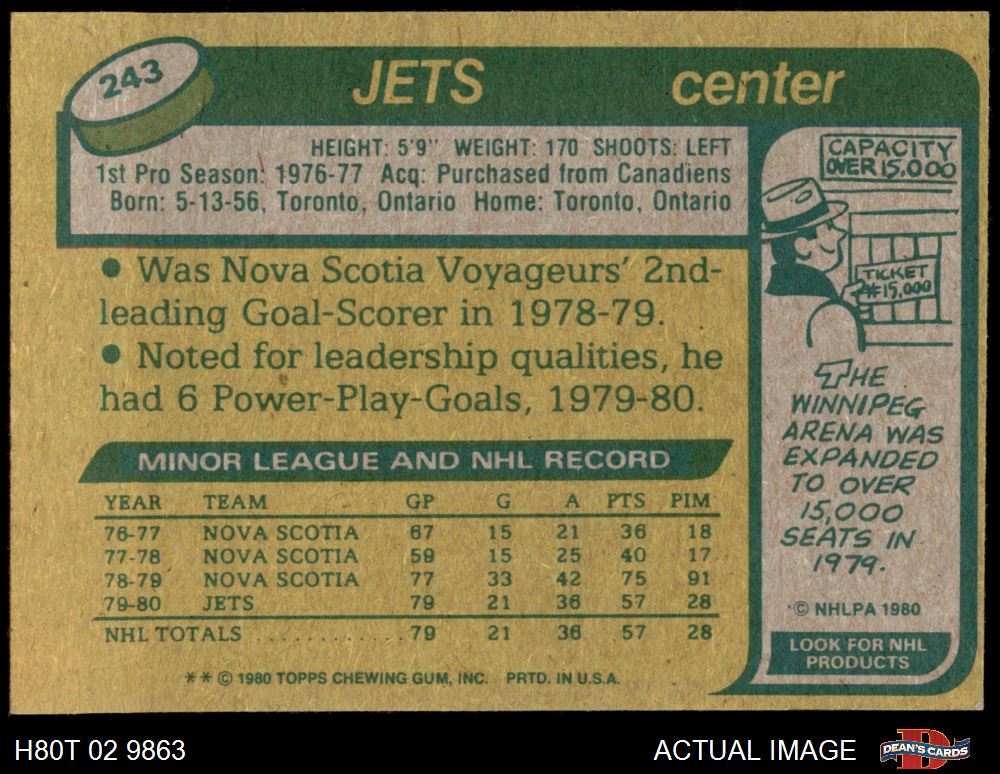 243
JETS center
HEIGHT: 5'9" WEIGHT: 170 SHOOTS: LEFT
1st Pro Season: 1976-77 Acq: Purchased from Canadiens
Born: 5-13-56, Toronto, Ontario Home: Toronto, Ontario
• Was Nova Scotia Voyageurs' 2nd-
leading Goal-Scorer in 1978-79.
• Noted for leadership qualities, he
had 6 Power-Play-Goals, 1979-80.
MINOR LEAGUE AND NHL RECORD
YEAR TEAM GP G A PTS PIM
76-77 NOVA SCOTIA 67 15 21 36 18
77-78 NOVA SCOTIA 59 15 25 40 17
78-79 NOVA SCOTIA 77 33 42 75 91
79-80 JETS 79 21 36 57 28
NHL TOTALS . . . . . . . . . . . . 79 21 36 57 28
* * © 1980 TOPPS CHEWING GUM, INC. PRTD. IN U.S.A.
CAPACITY
OVER 15,000
TICKET
#15,000
THE
WINNIPEG
ARENA WAS
EXPANDED
TO OVER
15,000
SEATS IN
1979.
© NHLPA 1980
LOOK FOR NHL
PRODUCTS
H80T 02 9863
ACTUAL IMAGE
DEAN'S CARDS